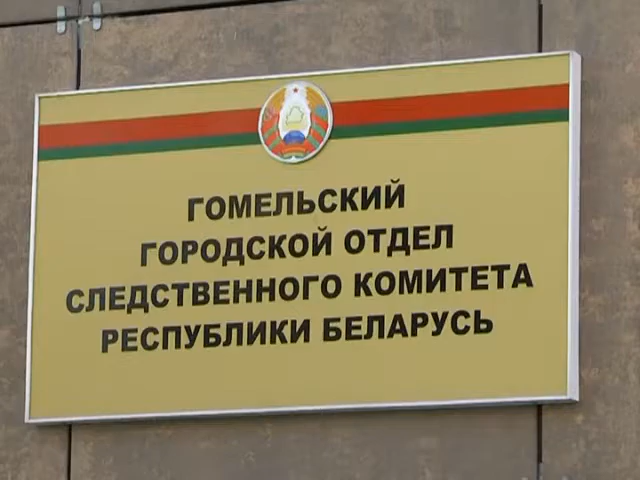 ГОМЕЛЬСКИЙ
ГОРОДСКОЙ ОТДЕЛ
СЛЕДСТВЕННОГО КОМИТЕТА
РЕСПУБЛИКИ БЕЛАРУСЬ